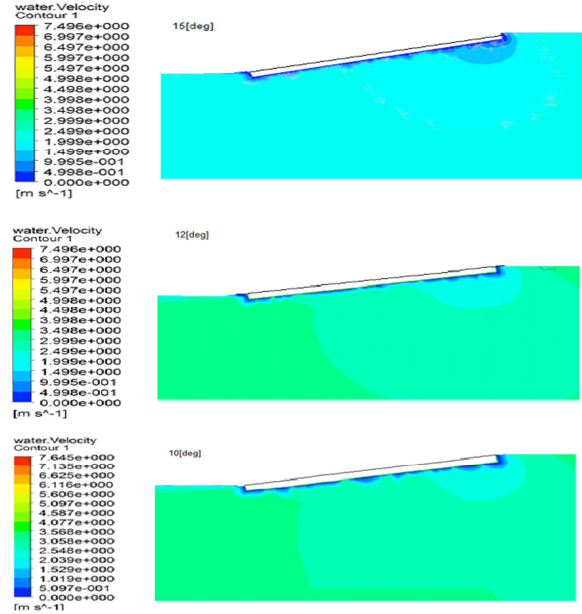 water.Velocity
Contour 1
7.496e+000
6.997e+000
6.497e+000
5.997e+000
5.497e+000
4.998e+000
4.498e+000
3.998e+000
3.498e+000
2.999e+000
2.499e+000
1.999e+000
1.499e+000
9.995e-001
4.998e-001
0.000e+000
[m s^-1]
15[deg]
water.Velocity
Contour 1
7.496e+000
6.997e+000
6.497e+000
5.997e+000
5.497e+000
4.998e+000
4.498e+000
3.998e+000
3.498e+000
2.999e+000
2.499e+000
1.999e+000
1.499e+000
9.995e-001
4.998e-001
0.000e+000
[m s^-1]
12[deg]
water.Velocity
Contour 1
7.645e+000
7.135e+000
6.625e+000
6.116e+000
5.606e+000
5.097e+000
4.587e+000
4.077e+000
3.568e+000
3.058e+000
2.548e+000
2.039e+000
1.529e+000
1.019e+000
5.097e-001
0.000e+000
[m s^-1]
10[deg]